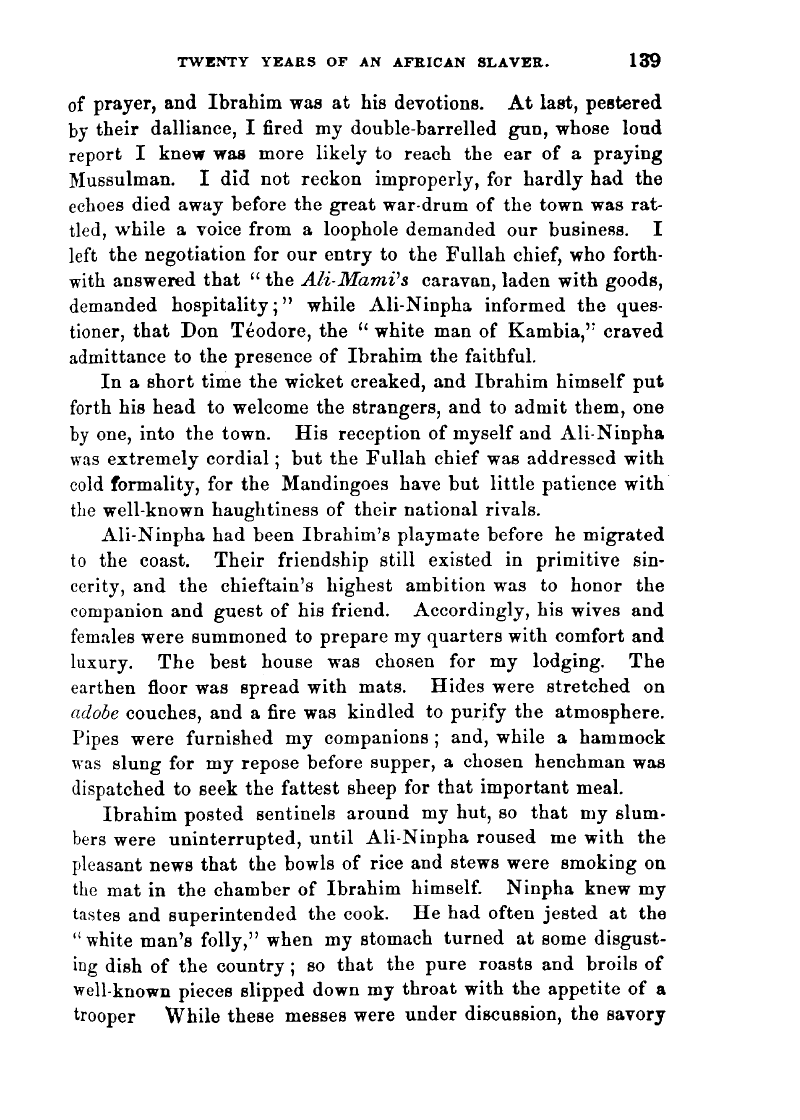 TWENTY YEARS OF AN AFRICAN SLAVER. 139
of prayer, and Ibrahim was at his devotions. At last, pestered
by their dalliance, I fired my double-barrelled gun, whose loud
report I knew was more likely to reach the ear of a praying
Mussulman. I did not reckon improperly, for hardly had the
echoes died away before the great war-drum of the town was rat-
tled, while a voice from a loophole demanded our business. I
left the negotiation for our entry to the Fullah chief, who forth-
with answered that “ the Ali-Mami's caravan, laden with goods,
demanded hospitality ; ” while Ali-Ninpha informed the ques-
tioner, that Don Téodore, the “ white man of Kambia,” craved
admittance to the presence of Ibrahim the faithful.
In a short time the wicket creaked, and Ibrahim himself put
forth his head to welcome the strangers, and to admit them, one
by one, into the town. His reception of myself and Ali-Ninpha
was extremely cordial ; but the Fullah chief was addressed with
cold formality, for the Mandingoes have but little patience with
the well-known haughtiness of their national rivals.
Ali-Ninpha had been Ibrahim's playmate before he migrated
to the coast. Their friendship still existed in primitive sin-
cerity, and the chieftain's highest ambition was to honor the
companion and guest of his friend. Accordingly, his wives and
females were summoned to prepare my quarters with comfort and
luxury. The best house was chosen for my lodging. The
earthen floor was spread with mats. Hides were stretched on
adobe couches, and a fire was kindled to purify the atmosphere.
Pipes were furnished my companions ; and, while a hammock
was slung for my repose before supper, a chosen henchman was
dispatched to seek the fattest sheep for that important meal.
Ibrahim posted sentinels around my hut, so that my slum-
bers were uninterrupted, until Ali-Ninpha roused me with the
pleasant news that the bowls of rice and stews were smoking on
the mat in the chamber of Ibrahim himself. Ninpha knew my
tastes and superintended the cook. He had often jested at the
“ white man's folly,” when my stomach turned at some disgust-
ing dish of the country ; so that the pure roasts and broils of
well-known pieces slipped down my throat with the appetite of a
trooper While these messes were under discussion, the savory